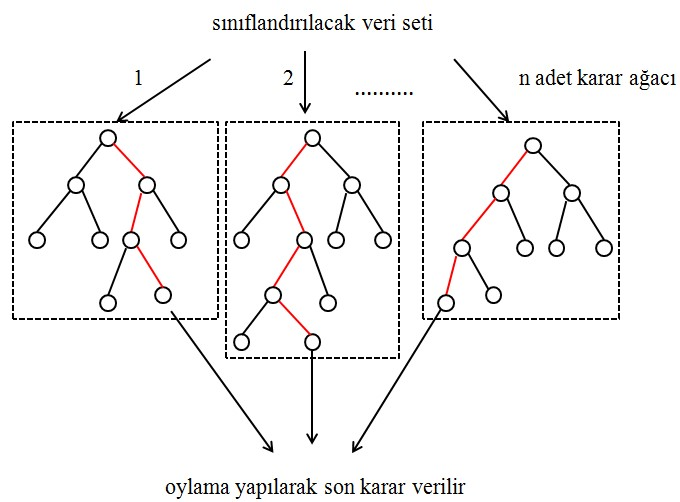 sınıflandırılacak veri seti
1
2
..........
n adet karar ağacı
oylama yapılarak son karar verilir